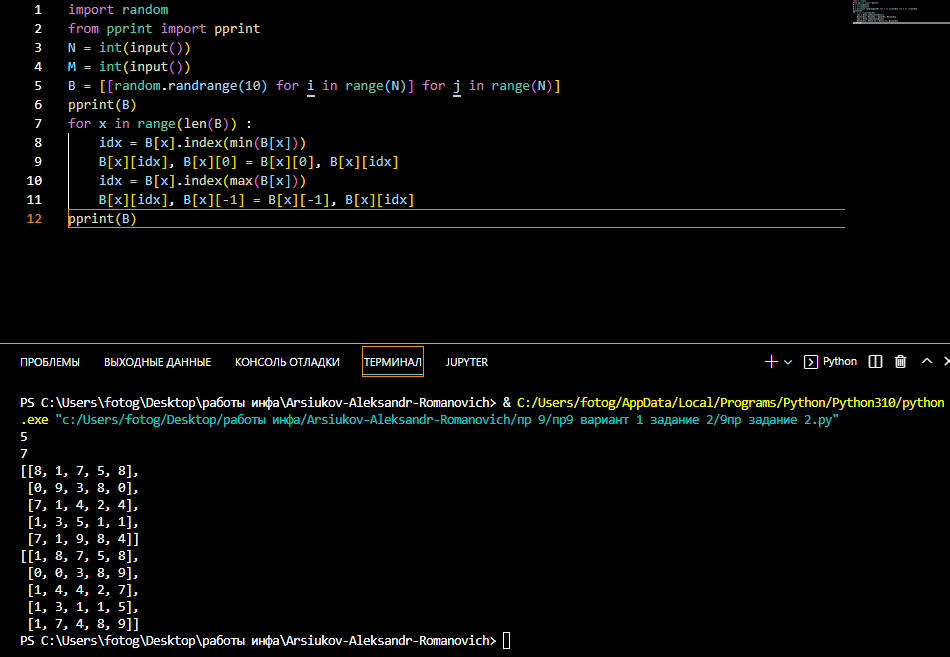 1 import random
2 from pprint import pprint
3 N = int(input())
4 M = int(input())
5 B = [[random.randrange(10) for i in range(N)] for j in range(N)]
6 pprint(B)
7 for x in range(len(B)) :
8     idx = B[x].index(min(B[x]))
9     B[x][idx], B[x][0] = B[x][0], B[x][idx]
10     idx = B[x].index(max(B[x]))
11     B[x][idx], B[x][-1] = B[x][-1], B[x][idx]
12 pprint(B)
ПРОБЛЕМЫ ВЫХОДНЫЕ ДАННЫЕ КОНСОЛЬ ОТЛАДКИ ТЕРМИНАЛ JUPYTER Python
PS C:\Users\fotog\Desktop\работы инфа\Arsiukov-Aleksandr-Romanovich> & C:/Users/fotog/AppData/Local/Programs/Python/Python310/python
.exe "c:/Users/fotog/Desktop/работы инфа/Arsiukov-Aleksandr-Romanovich/пр 9/пр9 вариант 1 задание 2/9пр задание 2.py"
5
7
[[8, 1, 7, 5, 8],
 [0, 9, 3, 8, 0],
 [7, 1, 4, 2, 4],
 [1, 3, 5, 1, 1],
 [7, 1, 9, 8, 4]]
[[1, 8, 7, 5, 8],
 [0, 0, 3, 8, 9],
 [1, 4, 4, 2, 7],
 [1, 3, 1, 1, 5],
 [1, 7, 4, 8, 9]]
PS C:\Users\fotog\Desktop\работы инфа\Arsiukov-Aleksandr-Romanovich>